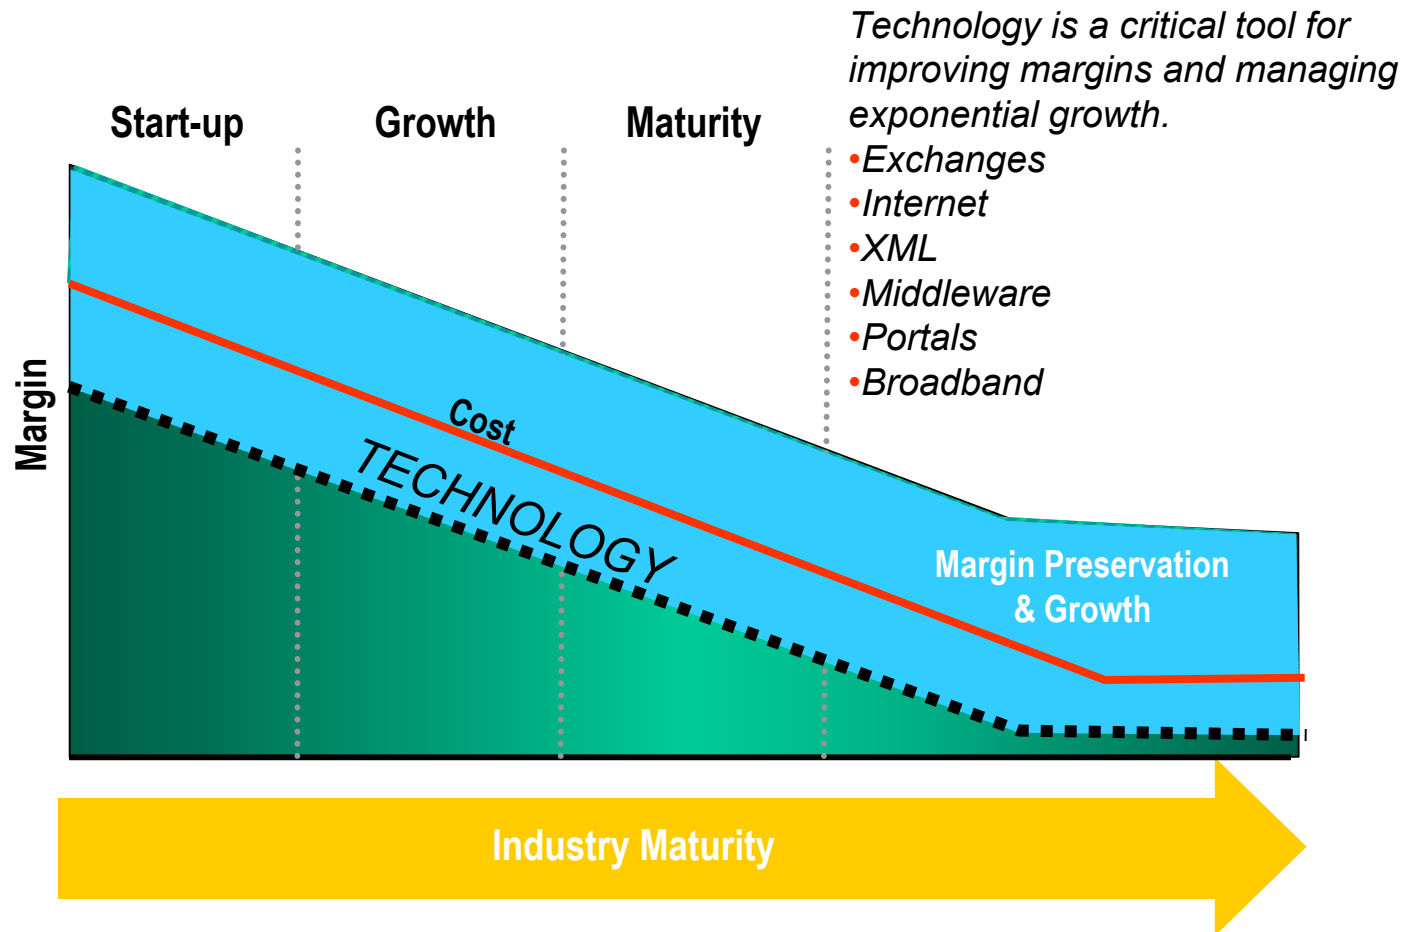 Technology is a critical tool for
improving margins and managing
exponential growth.
•Exchanges
•Internet
•XML
•Middleware
•Portals
•Broadband
Start-up
Growth
Maturity
Margin
Cost
TECHNOLOGY
Margin Preservation
& Growth
Industry Maturity